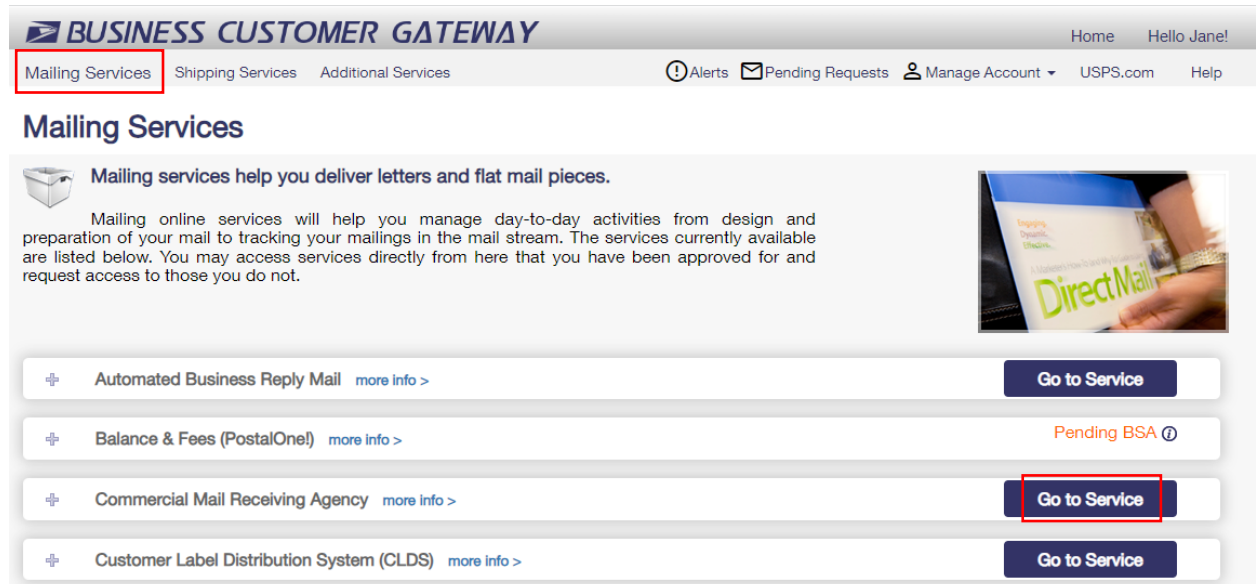 BUSINESS CUSTOMER GATEWAY
Home Hello Jane!
Mailing Services Shipping Services Additional Services Alerts Pending Requests Manage Account USPS.com Help
Mailing Services
Mailing services help you deliver letters and flat mail pieces.
Mailing online services will help you manage day-to-day activities from design and
preparation of your mail to tracking your mailings in the mail stream. The services currently available
are listed below. You may access services directly from here that you have been approved for and
request access to those you do not.
Engaging.
Dynamic.
Effective.
Direct Mail
Automated Business Reply Mail more info > Go to Service
Balance & Fees (PostalOne!) more info > Pending BSA
Commercial Mail Receiving Agency more info > Go to Service
Customer Label Distribution System (CLDS) more info > Go to Service